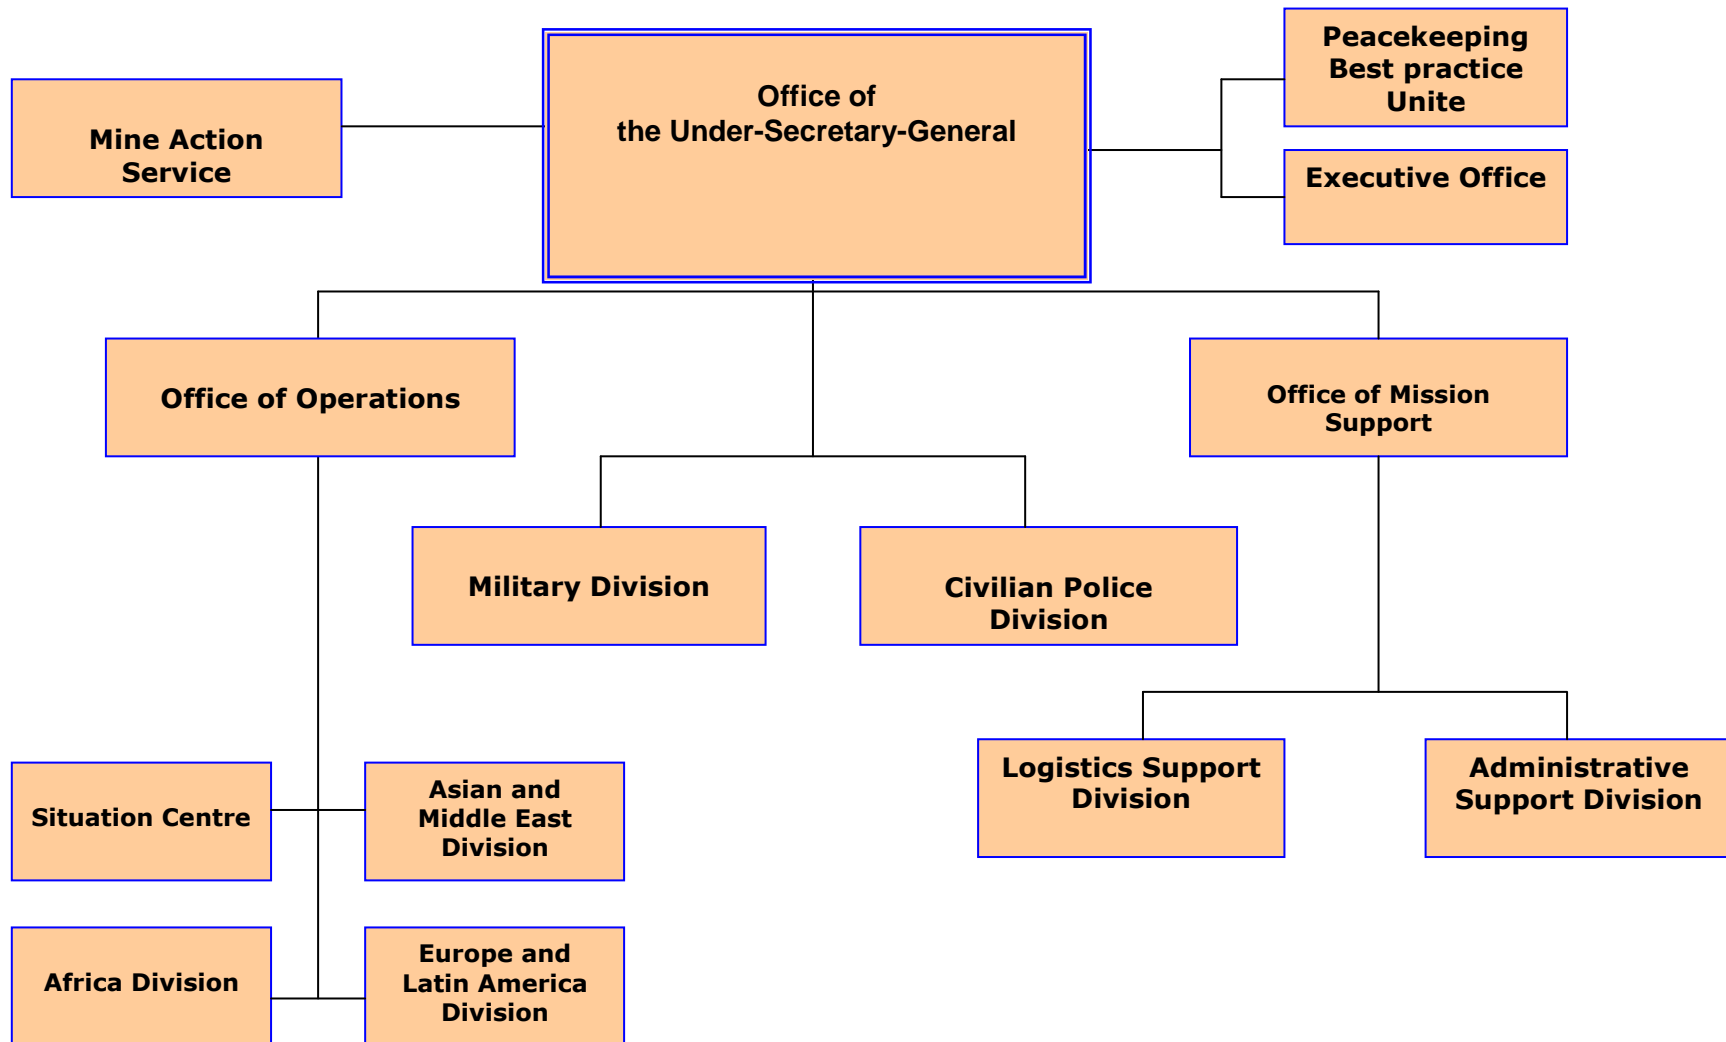 Peacekeeping
Best practice
Unite
Office of
the Under-Secretary-General
Mine Action
Service
Executive Office
Office of Operations
Office of Mission
Support
Military Division
Civilian Police
Division
Logistics Support
Division
Administrative
Support Division
Situation Centre
Asian and
Middle East
Division
Africa Division
Europe and
Latin America
Division